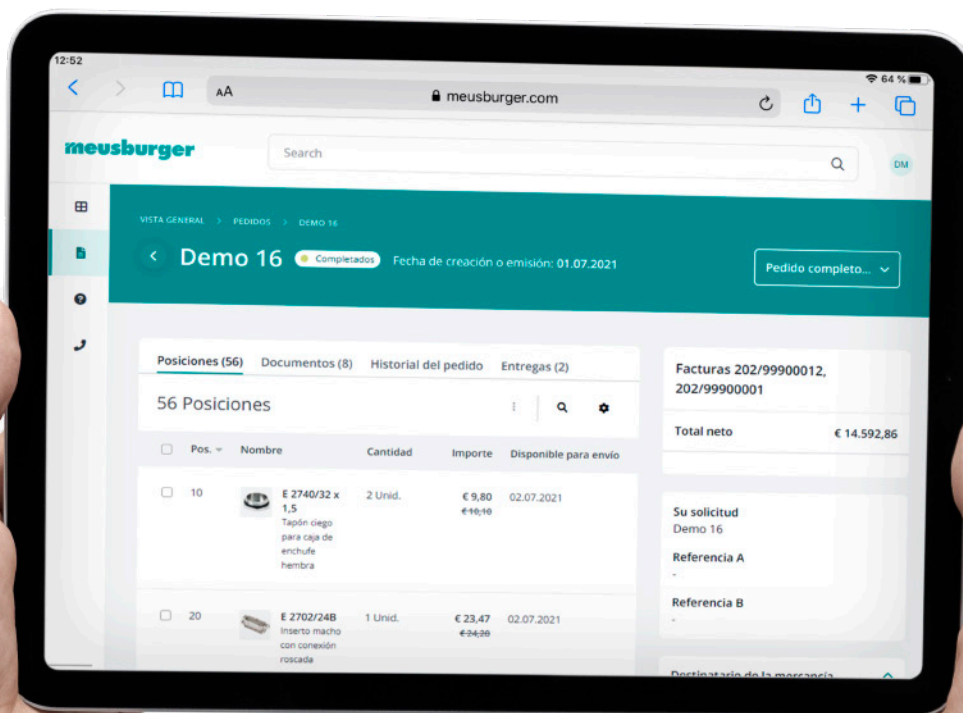 12:52
64 %
AA
meusburger.com
meusburger
Search
DM
VISTA GENERAL > PEDIDOS > DEMO 16
Demo 16
Completados
Fecha de creación o emisión: 01.07.2021
Pedido completo...
Posiciones (56)
Documentos (8)
Historial del pedido
Entregas (2)
56 Posiciones
Pos.
Nombre
Cantidad
Importe
Disponible para envío
10
E 2740/32 x
1,5
Tapón ciego
para caja de
enchufe
hembra
2 Unid.
€ 9,80
€ 10,10
02.07.2021
20
E 2702/24B
Inserto macho
con conexión
roscada
1 Unid.
€ 23,47
€ 24,20
02.07.2021
Facturas 202/99900012,
202/99900001
Total neto
€ 14.592,86
Su solicitud
Demo 16
Referencia A
-
Referencia B
-
Destinatario de la mercancía